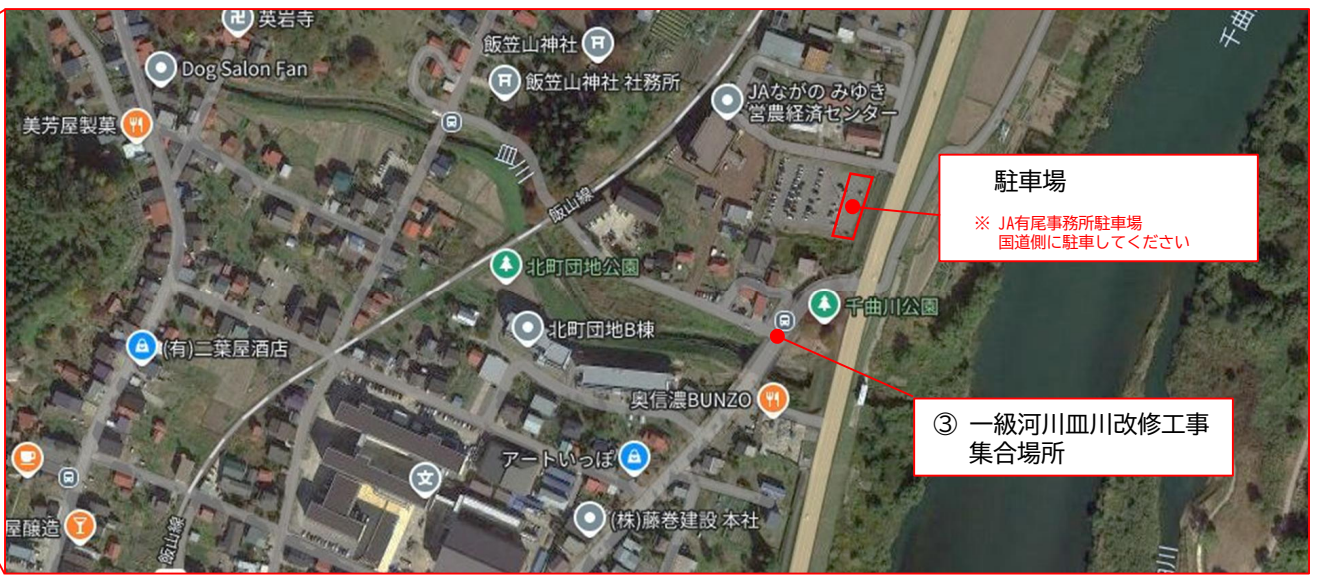 英岩寺
千曲川
飯笠山神社
Dog Salon Fan
飯笠山神社 社務所
JAながの みゆき
営農経済センター
美芳屋製菓
皿川
駐車場
※ JA有尾事務所駐車場
国道側に駐車してください
飯山線
北町団地公園
千曲川公園
北町団地B棟
(有)二葉屋酒店
奥信濃BUNZO
③ 一級河川皿川改修工事
集合場所
アートいっぽ
文
屋醸造
(株)藤巻建設 本社
飯山線
川